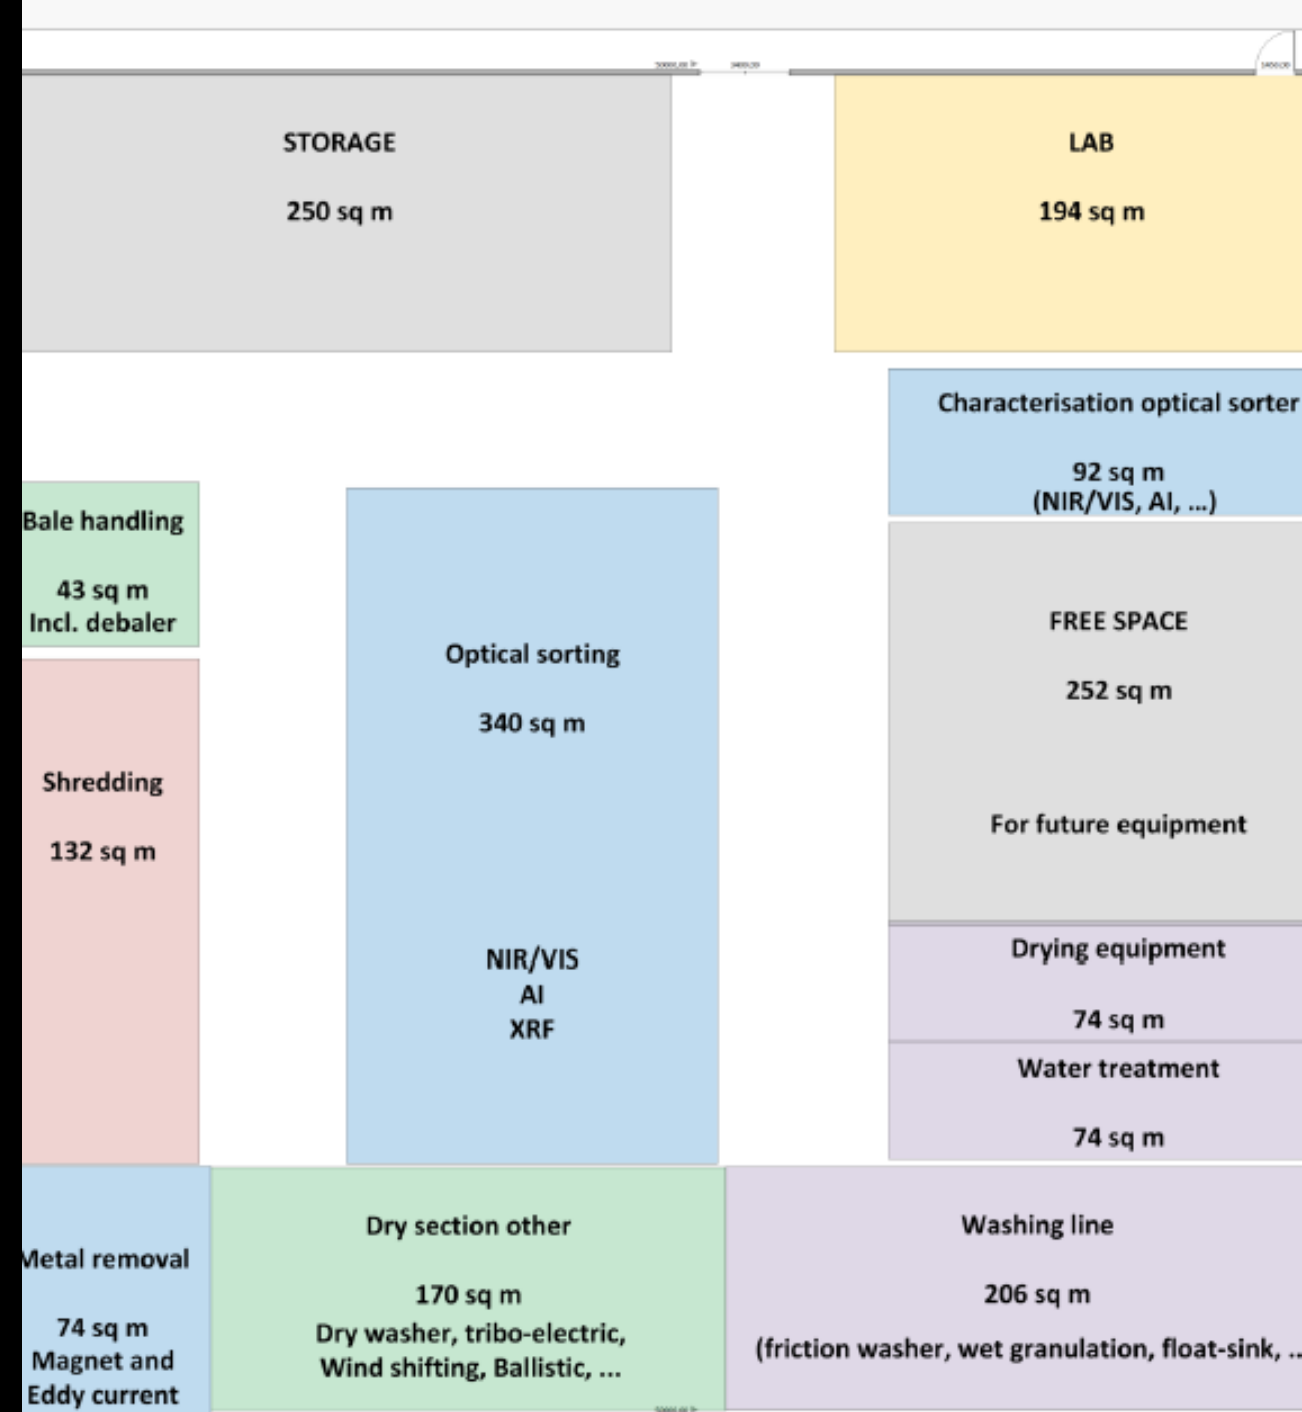 STORAGE
250 sq m
LAB
194 sq m
Characterisation optical sorter
92 sq m
(NIR/VIS, AI, ...)
Bale handling
43 sq m
Incl. debaler
Optical sorting
340 sq m
NIR/VIS
AI
XRF
FREE SPACE
252 sq m
For future equipment
Shredding
132 sq m
Drying equipment
74 sq m
Water treatment
74 sq m
Metal removal
74 sq m
Magnet and
Eddy current
Dry section other
170 sq m
Dry washer, tribo-electric,
Wind shifting, Ballistic, ...
Washing line
206 sq m
(friction washer, wet granulation, float-sink, ..